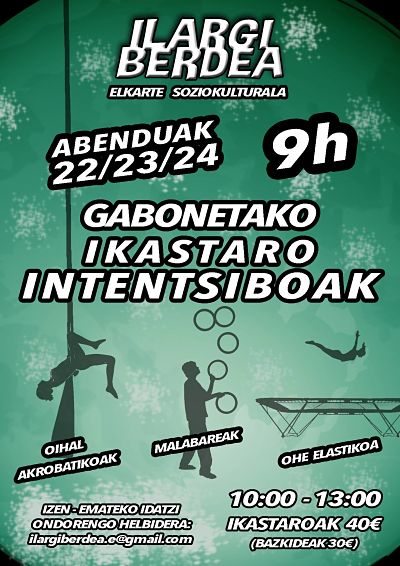 ILARGI
BERDEA
ELKARTE SOZIOKULTURALA
ABENDUAK
22/23/24
9h
GABONETAKO
IKASTARO
INTENTSIBOAK
OIHAL
AKROBATIKOAK
MALABAREAK
OHE ELASTIKOA
IZEN-EMATEKO IDATZI
ONDORENGO HELBIDERA:
ilargiberdea.e@gmail.com
10:00 - 13:00
IKASTAROAK 40€
(BAZKIDEAK 30€)